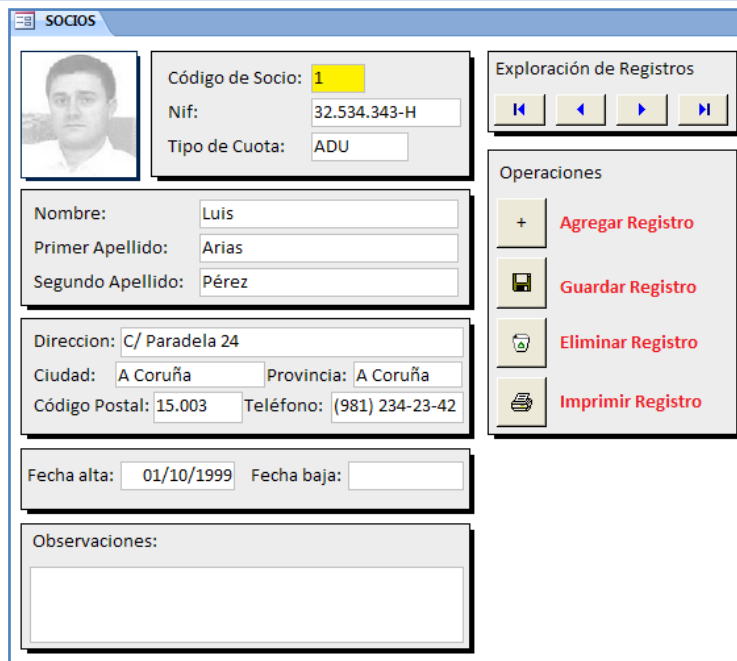 SOCIOS
Código de Socio: 1
Nif: 32.534.343-H
Tipo de Cuota: ADU
Exploración de Registros
Operaciones
+ Agregar Registro
Guardar Registro
Eliminar Registro
Imprimir Registro
Nombre: Luis
Primer Apellido: Arias
Segundo Apellido: Pérez
Direccion: C/ Paradela 24
Ciudad: A Coruña Provincia: A Coruña
Código Postal: 15.003 Teléfono: (981) 234-23-42
Fecha alta: 01/10/1999 Fecha baja:
Observaciones: